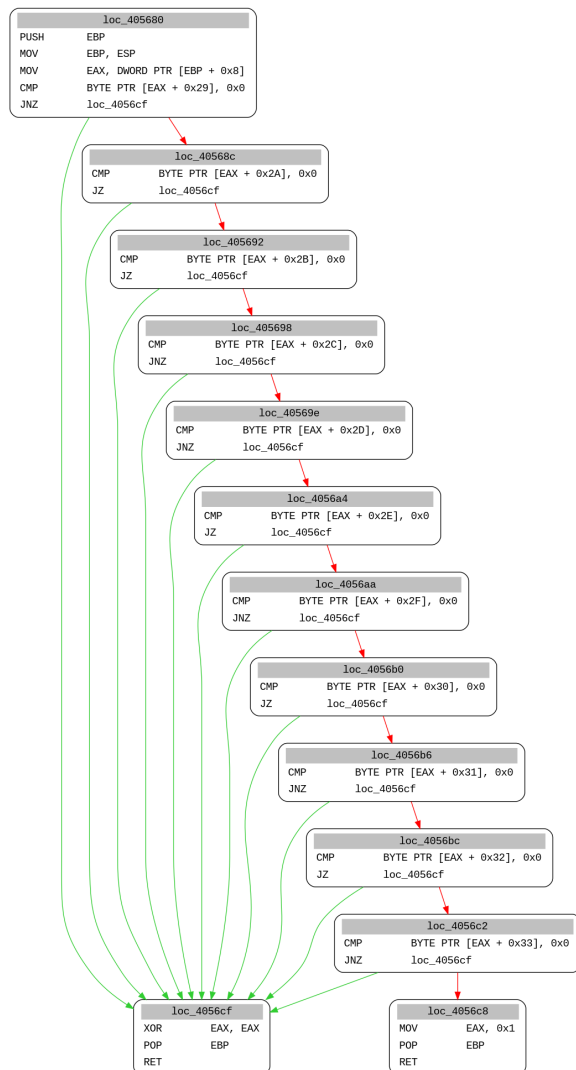 loc_405680
PUSH EBP
MOV EBP, ESP
MOV EAX, DWORD PTR [EBP + 0x8]
CMP BYTE PTR [EAX + 0x29], 0x0
JNZ loc_4056cf
loc_40568c
CMP BYTE PTR [EAX + 0x2A], 0x0
JZ loc_4056cf
loc_405692
CMP BYTE PTR [EAX + 0x2B], 0x0
JZ loc_4056cf
loc_405698
CMP BYTE PTR [EAX + 0x2C], 0x0
JNZ loc_4056cf
loc_40569e
CMP BYTE PTR [EAX + 0x2D], 0x0
JNZ loc_4056cf
loc_4056a4
CMP BYTE PTR [EAX + 0x2E], 0x0
JZ loc_4056cf
loc_4056aa
CMP BYTE PTR [EAX + 0x2F], 0x0
JNZ loc_4056cf
loc_4056b0
CMP BYTE PTR [EAX + 0x30], 0x0
JZ loc_4056cf
loc_4056b6
CMP BYTE PTR [EAX + 0x31], 0x0
JNZ loc_4056cf
loc_4056bc
CMP BYTE PTR [EAX + 0x32], 0x0
JZ loc_4056cf
loc_4056c2
CMP BYTE PTR [EAX + 0x33], 0x0
JNZ loc_4056cf
loc_4056cf
XOR EAX, EAX
POP EBP
RET
loc_4056c8
MOV EAX, 0x1
POP EBP
RET